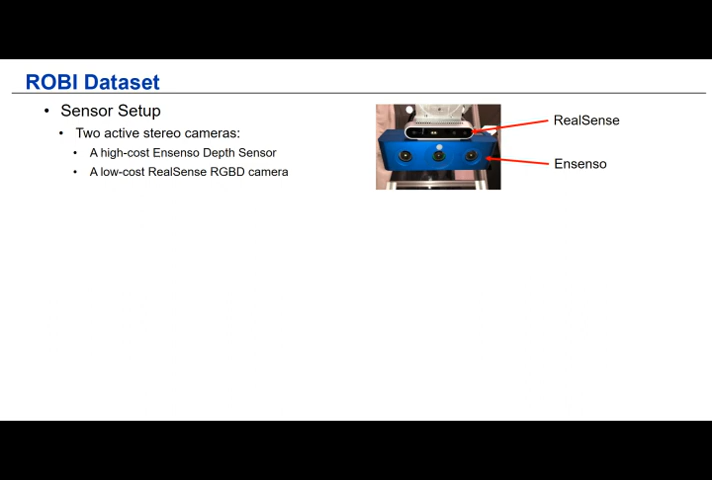 ROBI Dataset
• Sensor Setup
• Two active stereo cameras:
• A high-cost Ensenso Depth Sensor
• A low-cost RealSense RGBD camera
RealSense
Ensenso